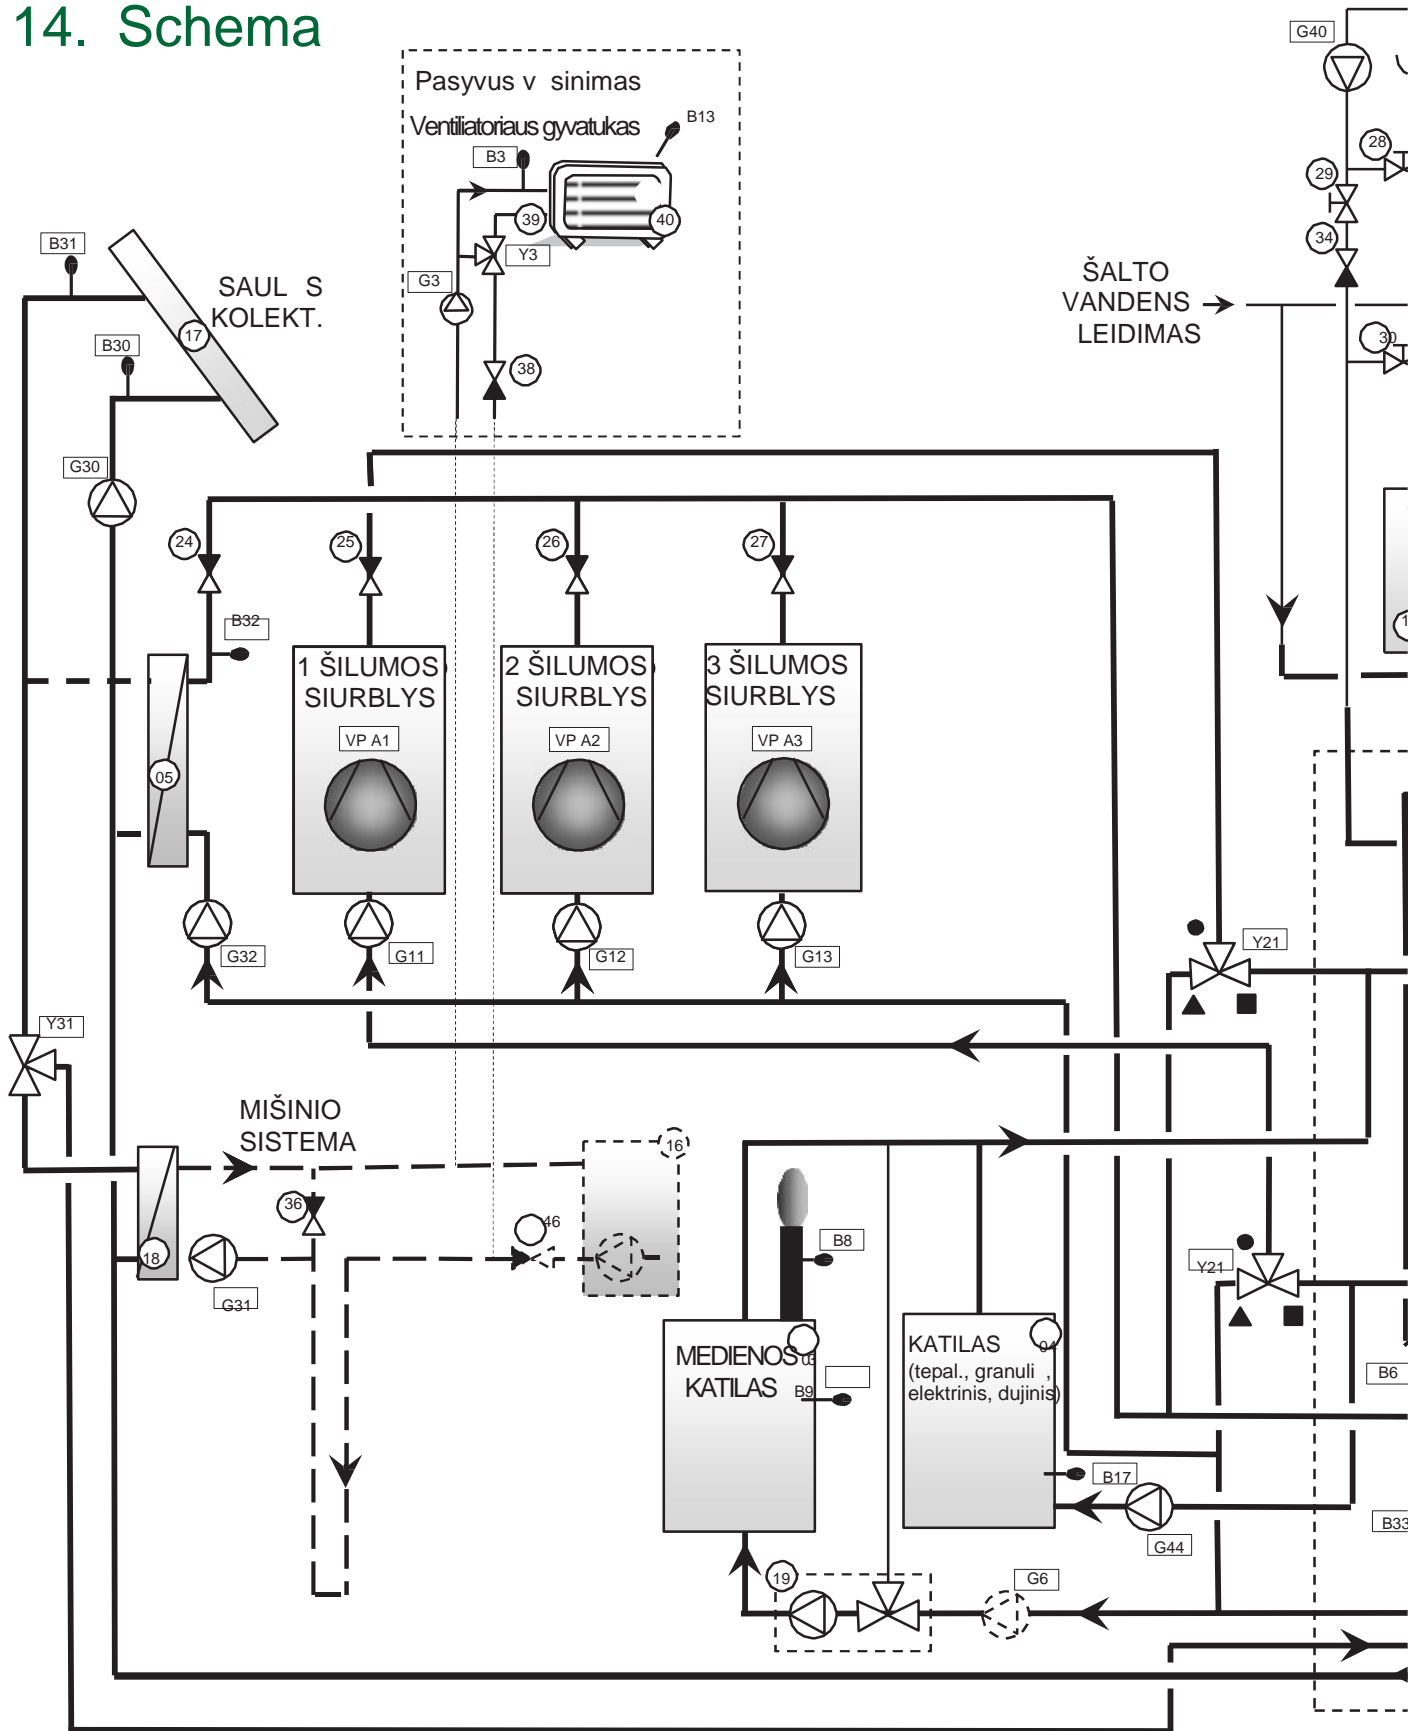 14. Schema
G40
Pasyvus v sinimas
Ventiliatoriaus gyvatukas
B13
B3
28
29
39
40
Y3
34
B31
G3
SAUL S
KOLEKT.
17
ŠALTO
VANDENS
LEIDIMAS
B30
38
30
G30
24
25
26
27
B32
1 ŠILUMOS
SIURBLYS
2 ŠILUMOS
SIURBLYS
3 ŠILUMOS
SIURBLYS
VP A1
VP A2
VP A3
05
G32
G11
G12
G13
Y21
Y31
MIŠINIO
SISTEMA
16
36
46
18
G31
B8
Y21
MEDIENOS
KATILAS
03
B9
KATILAS
(tepal., granuli ,
elektrinis, dujinis)
04
B6
B17
G44
B33
19
G6